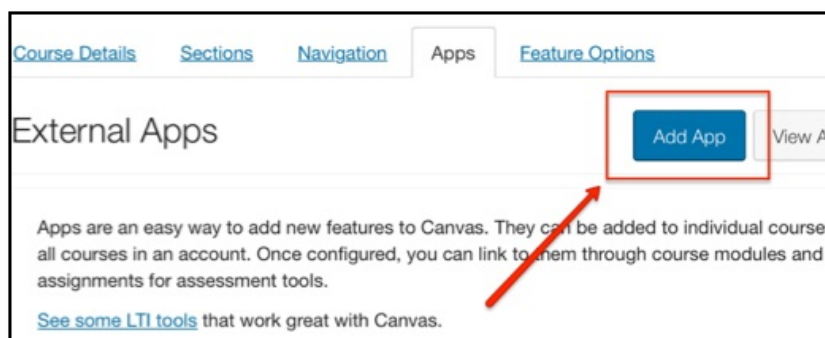 Course Details Sections Navigation Apps Feature Options
External Apps Add App View A
Apps are an easy way to add new features to Canvas. They can be added to individual course
all courses in an account. Once configured, you can link to them through course modules and
assignments for assessment tools.
See some LTI tools that work great with Canvas.